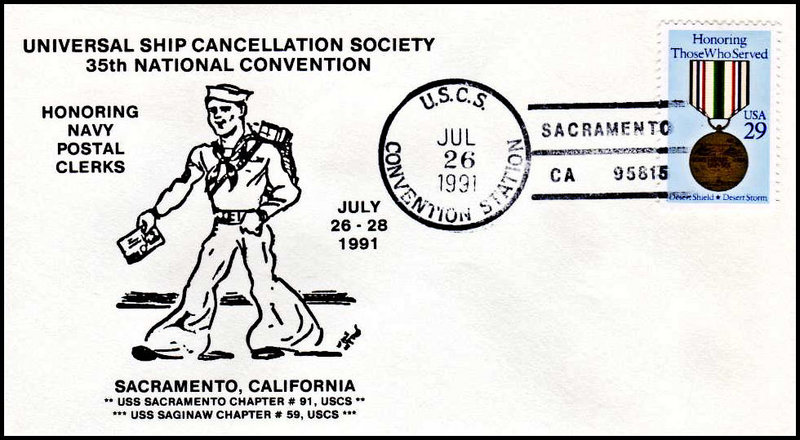 UNIVERSAL SHIP CANCELLATION SOCIETY
35th NATIONAL CONVENTION
HONORING
NAVY
POSTAL
CLERKS
JULY
26 - 28
1991
SACRAMENTO, CALIFORNIA
** USS SACRAMENTO CHAPTER # 91, USCS **
*** USS SAGINAW CHAPTER # 59, USCS ***
U.S.C.S.
JUL
26
1991
CONVENTION STATION
SACRAMENTO
CA 95815
Honoring
Those Who Served
USA
29
Desert Shield ★ Desert Storm